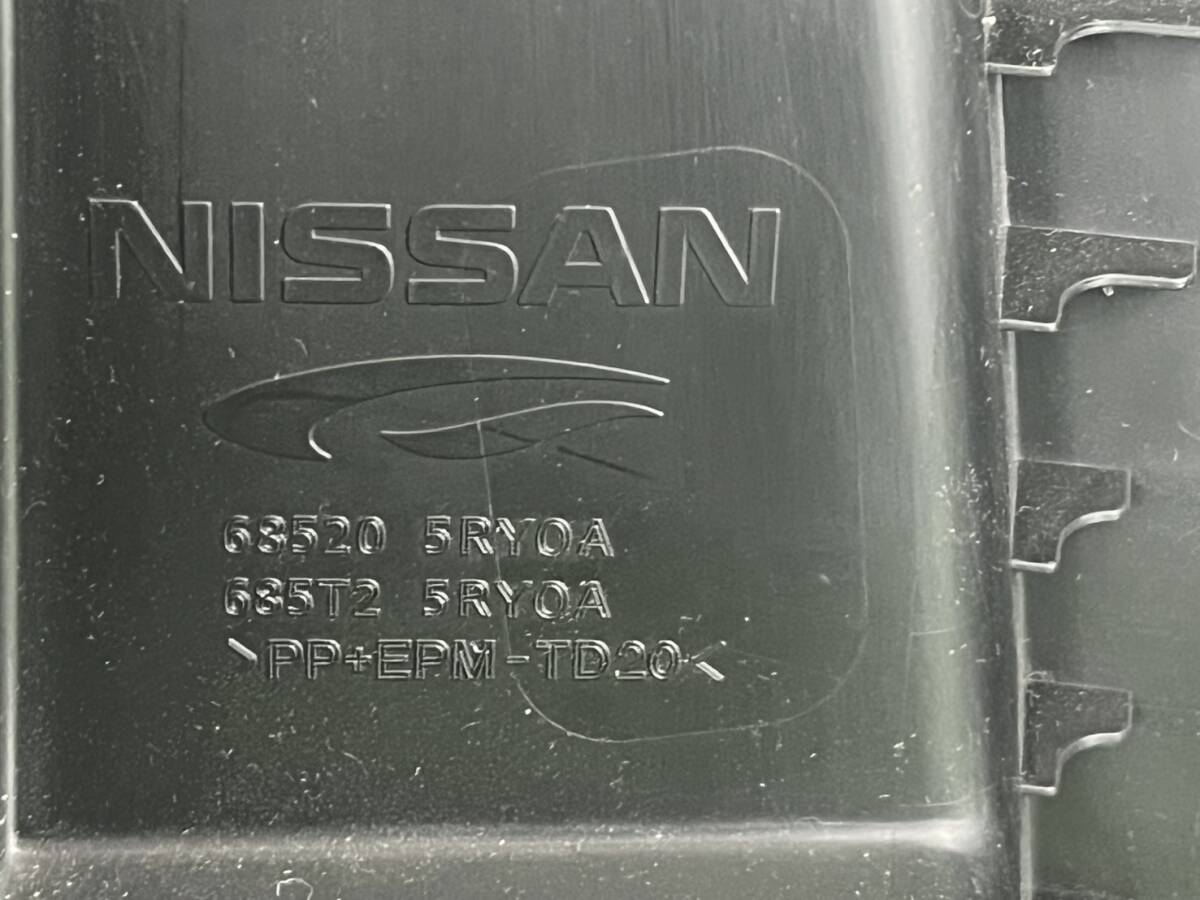 NISSAN
68520 5RY0A
685T2 5RY0A
>PP+EPM-TD20<